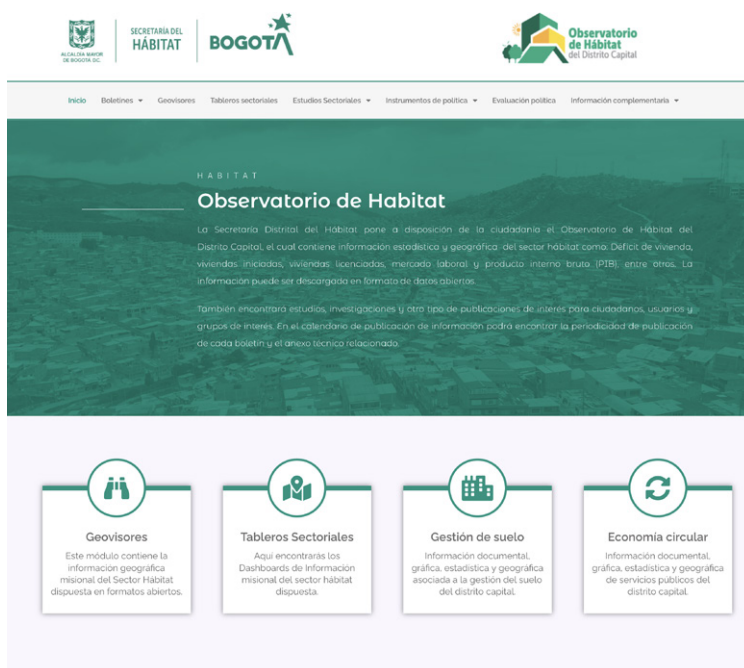 ALCALDÍA MAYOR
DE BOGOTÁ D.C.
SECRETARÍA DEL
HÁBITAT
BOGOTÁ
Observatorio
de Hábitat
del Distrito Capital
Inicio Boletines Geovisores Tableros sectoriales Estudios Sectoriales Instrumentos de política Evaluación política Información complementaria
HABITAT
Observatorio de Habitat
La Secretaría Distrital del Hábitat pone a disposición de la ciudadanía el Observatorio de Hábitat del
Distrito Capital, el cual contiene información estadística y geográfica del sector hábitat como: Déficit de vivienda,
viviendas iniciadas, viviendas licenciadas, mercado laboral y producto interno bruto (PIB), entre otros. La
información puede ser descargada en formato de datos abiertos.
También encontrará estudios, investigaciones y otro tipo de publicaciones de interés para ciudadanos, usuarios y
grupos de interés. En el calendario de publicación de información podrá encontrar la periodicidad de publicación
de cada boletín y el anexo técnico relacionado.
Geovisores
Este módulo contiene la
información geográfica
misional del Sector Hábitat
dispuesta en formatos abiertos.
Tableros Sectoriales
Aquí encontrarás los
Dashboards de Información
misional del sector hábitat
dispuesta.
Gestión de suelo
Información documental,
gráfica, estadística y geográfica
asociada a la gestión del suelo
del distrito capital.
Economía circular
Información documental,
gráfica, estadística y geográfica
de servicios públicos del
distrito capital.